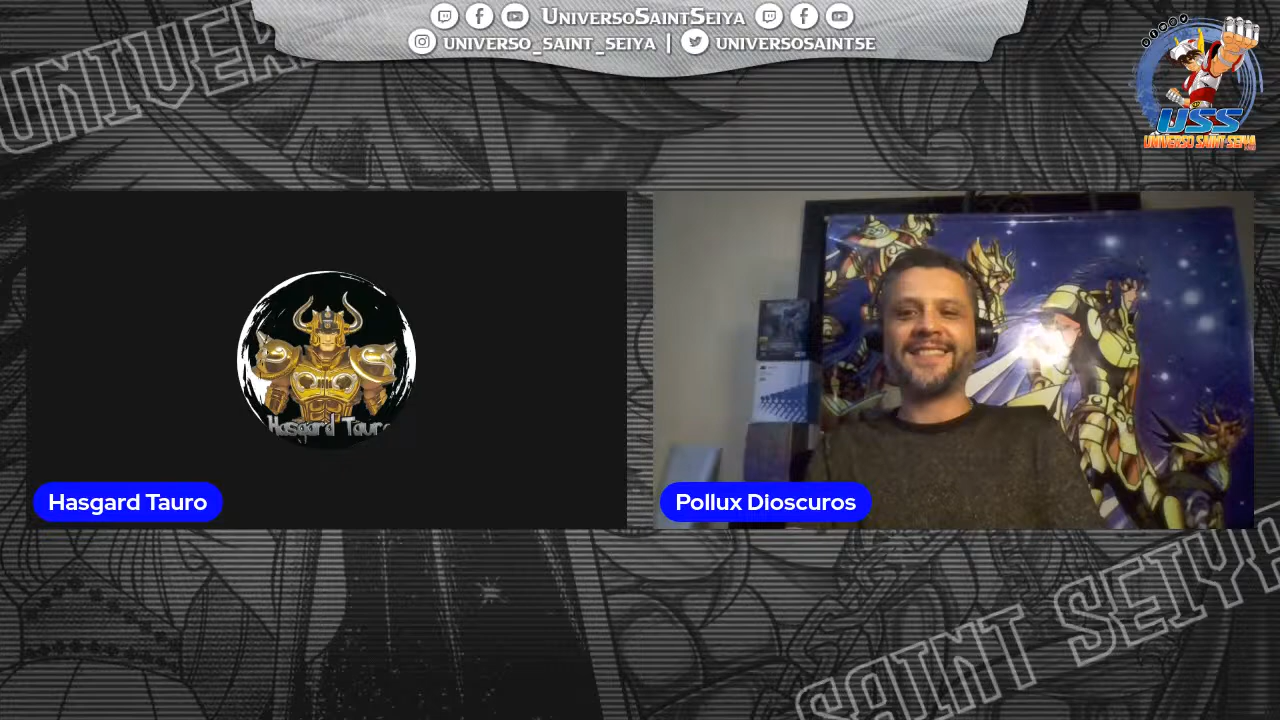 UNIVERSOSAINTSEIYA
UNIVERSO_SAINT_SEIYA | UNIVERSOSAINTSE
USS
UNIVERSO SAINT SEIYA
Hasgard Tauro
Hasgard Tauro
Pollux Dioscuros
SAINT SEIYA